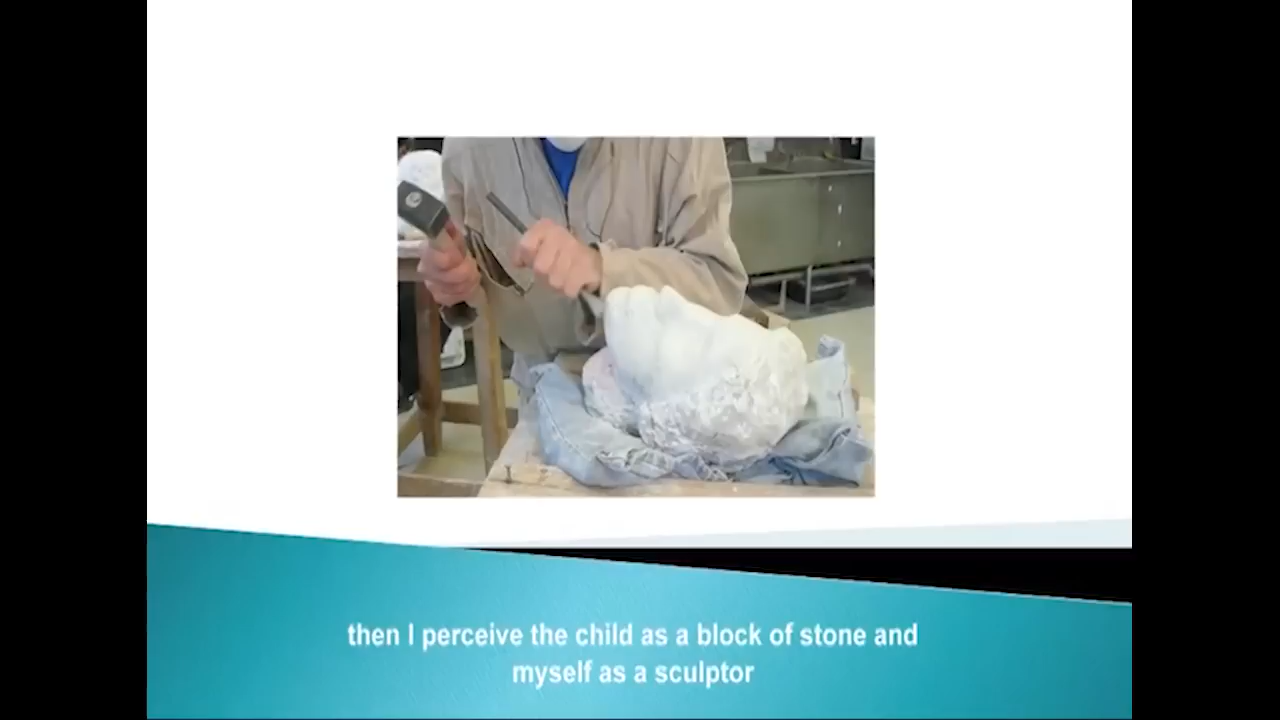 then I perceive the child as a block of stone and
myself as a sculptor